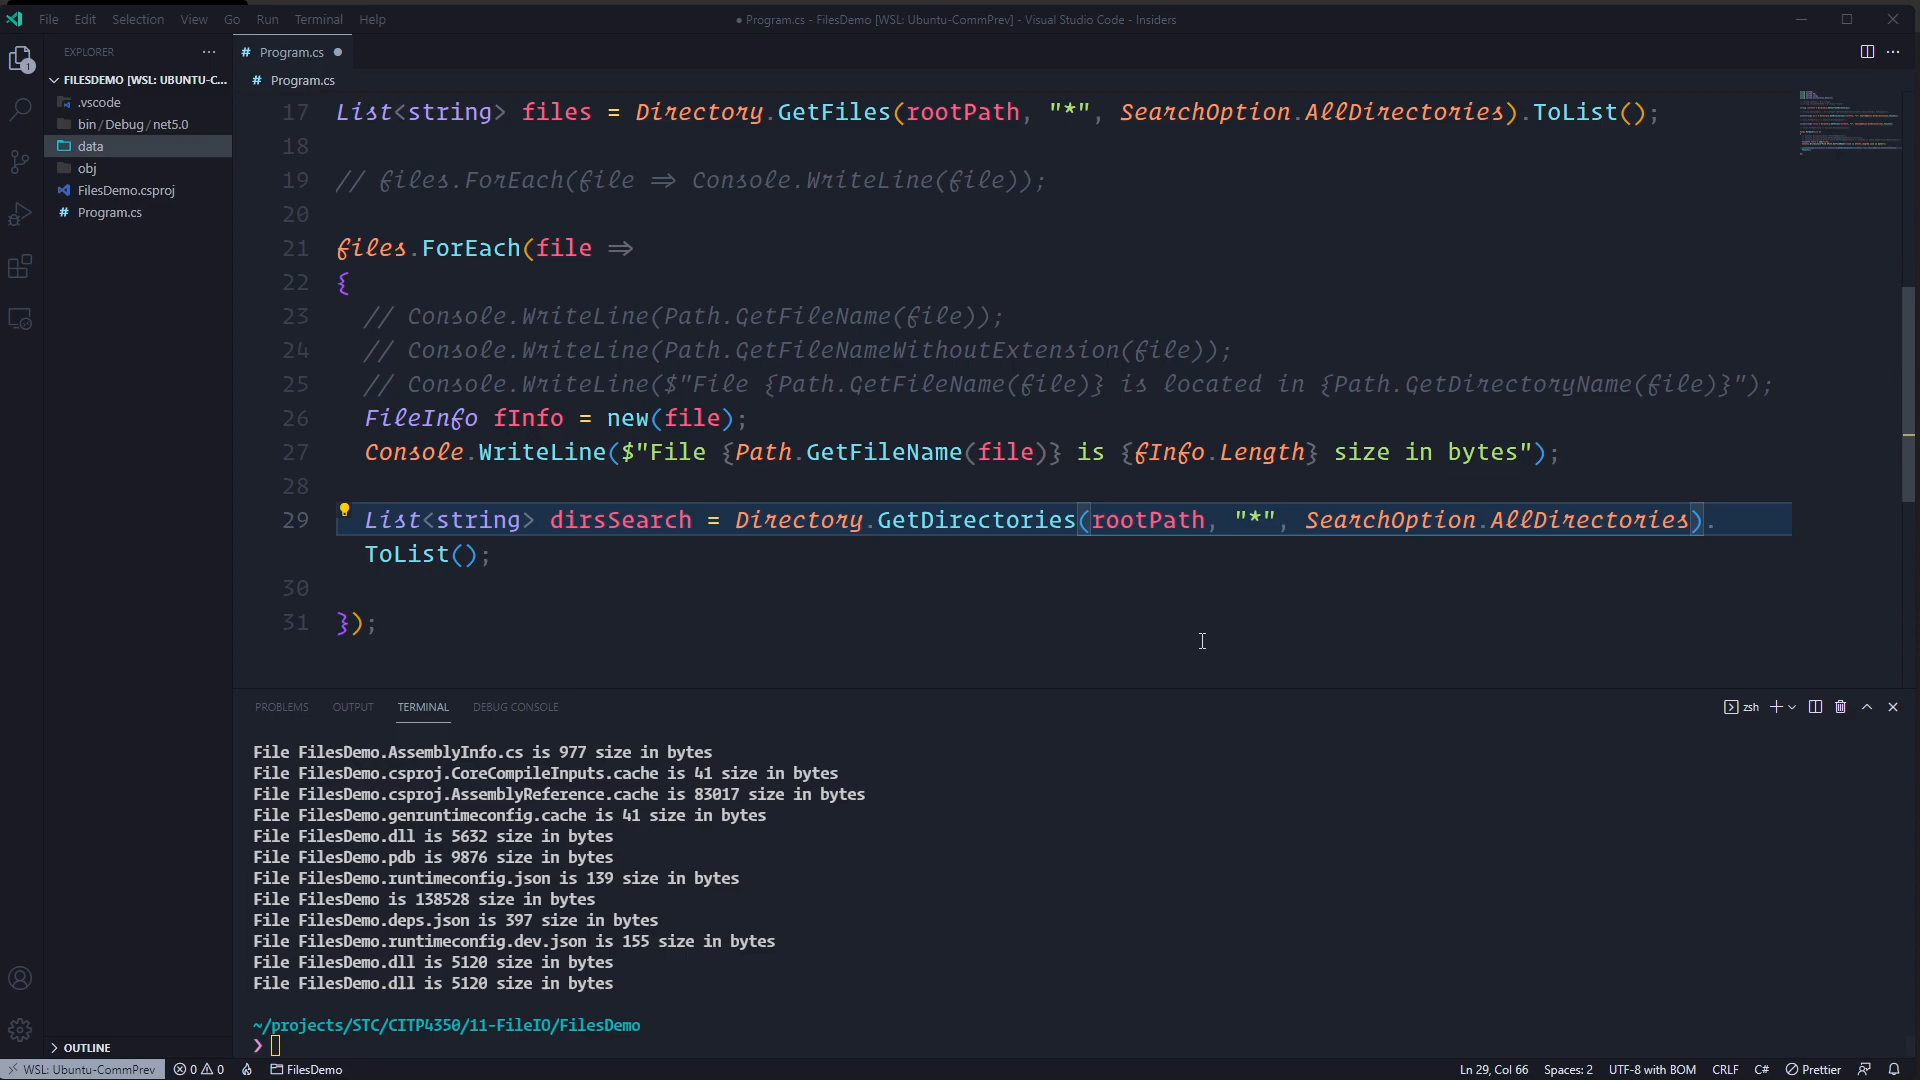 File Edit Selection View Go Run Terminal Help
● Program.cs - FilesDemo [WSL: Ubuntu-CommPrev] - Visual Studio Code - Insiders
EXPLORER
# Program.cs ●
1
FILESDEMO [WSL: UBUNTU-C...
# Program.cs
.vscode
bin / Debug / net5.0
data
obj
FilesDemo.csproj
# Program.cs
17 List<string> files = Directory.GetFiles(rootPath, "*", SearchOption.AllDirectories).ToList();
18
19 // files.ForEach(file => Console.WriteLine(file));
20
21 files.ForEach(file =>
22 {
23 // Console.WriteLine(Path.GetFileName(file));
24 // Console.WriteLine(Path.GetFileNameWithoutExtension(file));
25 // Console.WriteLine($"File {Path.GetFileName(file)} is located in {Path.GetDirectoryName(file)}");
26 FileInfo fInfo = new(file);
27 Console.WriteLine($"File {Path.GetFileName(file)} is {fInfo.Length} size in bytes");
28
29 List<string> dirsSearch = Directory.GetDirectories(rootPath, "*", SearchOption.AllDirectories).
ToList();
30
31 });
PROBLEMS OUTPUT TERMINAL DEBUG CONSOLE
zsh
File FilesDemo.AssemblyInfo.cs is 977 size in bytes
File FilesDemo.csproj.CoreCompileInputs.cache is 41 size in bytes
File FilesDemo.csproj.AssemblyReference.cache is 83017 size in bytes
File FilesDemo.genruntimeconfig.cache is 41 size in bytes
File FilesDemo.dll is 5632 size in bytes
File FilesDemo.pdb is 9876 size in bytes
File FilesDemo.runtimeconfig.json is 139 size in bytes
File FilesDemo is 138528 size in bytes
File FilesDemo.deps.json is 397 size in bytes
File FilesDemo.runtimeconfig.dev.json is 155 size in bytes
File FilesDemo.dll is 5120 size in bytes
File FilesDemo.dll is 5120 size in bytes
~/projects/STC/CITP4350/11-FileIO/FilesDemo
❯
OUTLINE
WSL: Ubuntu-CommPrev 0 0 FilesDemo
Ln 29, Col 66 Spaces: 2 UTF-8 with BOM CRLF C# Prettier